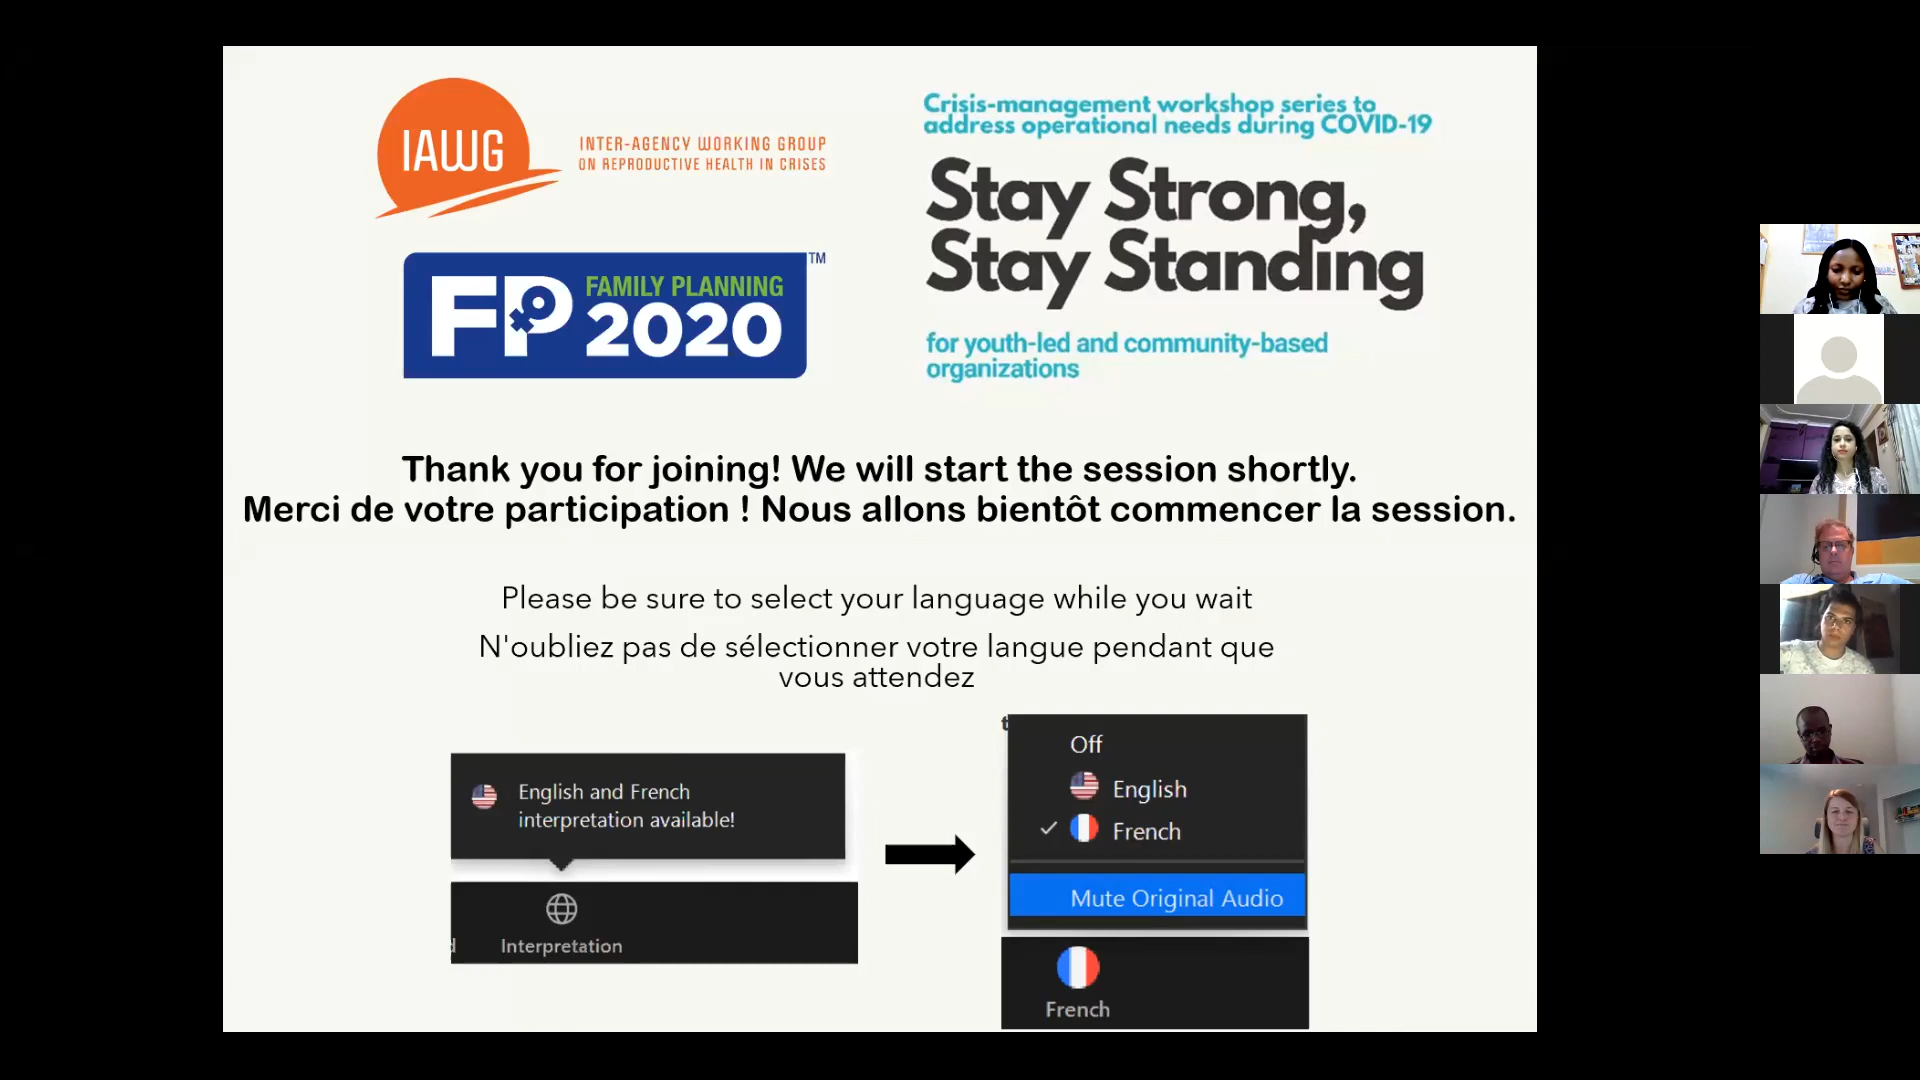 IAWG
INTER-AGENCY WORKING GROUP
ON REPRODUCTIVE HEALTH IN CRISES
FP
FAMILY PLANNING
2020
TM
Crisis-management workshop series to
address operational needs during COVID-19
Stay Strong,
Stay Standing
for youth-led and community-based
organizations
Thank you for joining! We will start the session shortly.
Merci de votre participation ! Nous allons bientôt commencer la session.
Please be sure to select your language while you wait
N'oubliez pas de sélectionner votre langue pendant que
vous attendez
English and French
interpretation available!
Interpretation
Off
English
French
Mute Original Audio
French